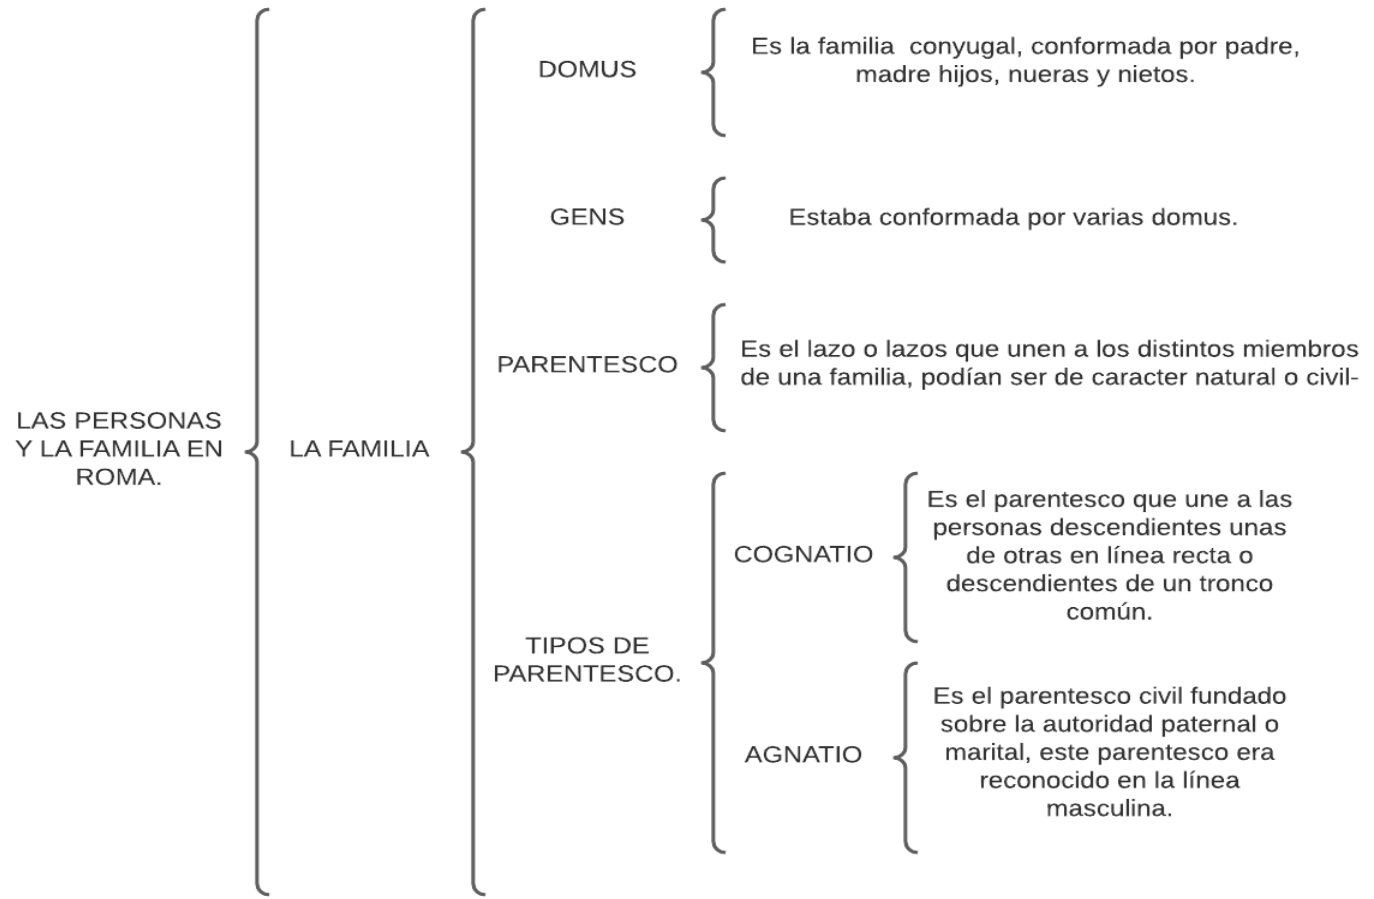 LAS PERSONAS
Y LA FAMILIA EN
ROMA.
LA FAMILIA
DOMUS
Es la familia  conyugal, conformada por padre,
madre hijos, nueras y nietos.
GENS
Estaba conformada por varias domus.
PARENTESCO
Es el lazo o lazos que unen a los distintos miembros
de una familia, podían ser de caracter natural o civil-
TIPOS DE
PARENTESCO.
COGNATIO
Es el parentesco que une a las
personas descendientes unas
de otras en línea recta o
descendientes de un tronco
común.
AGNATIO
Es el parentesco civil fundado
sobre la autoridad paternal o
marital, este parentesco era
reconocido en la línea
masculina.